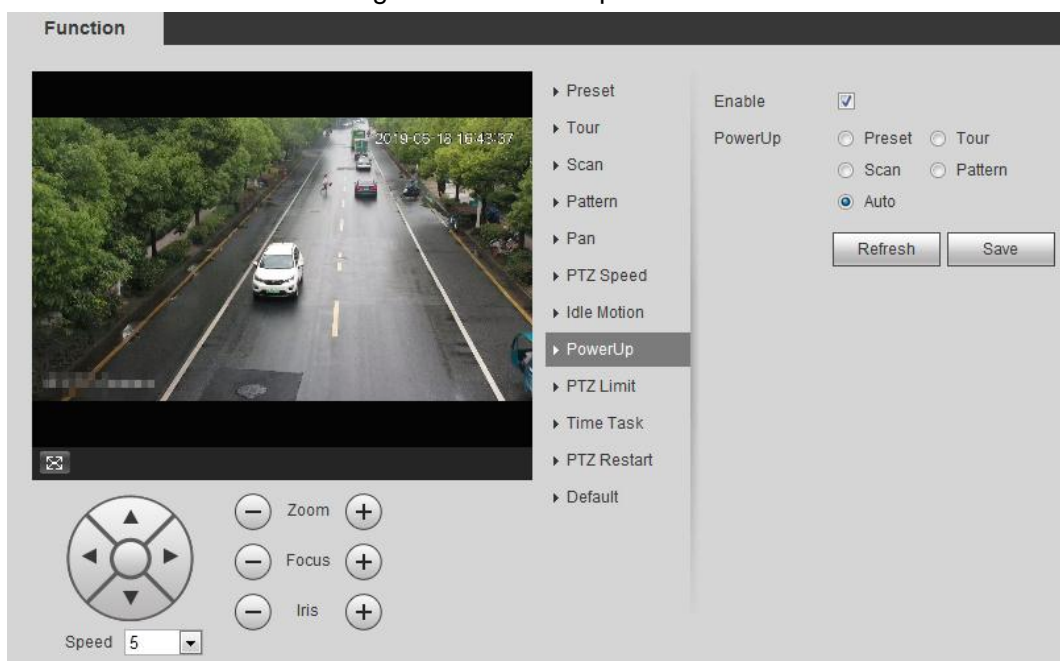 Function
2019-05-18 16:43:37
Preset
Tour
Scan
Pattern
Pan
PTZ Speed
Idle Motion
PowerUp
PTZ Limit
Time Task
PTZ Restart
Default
Enable
PowerUp Preset Tour
Scan Pattern
Auto
Refresh Save
Zoom
Focus
Iris
Speed 5